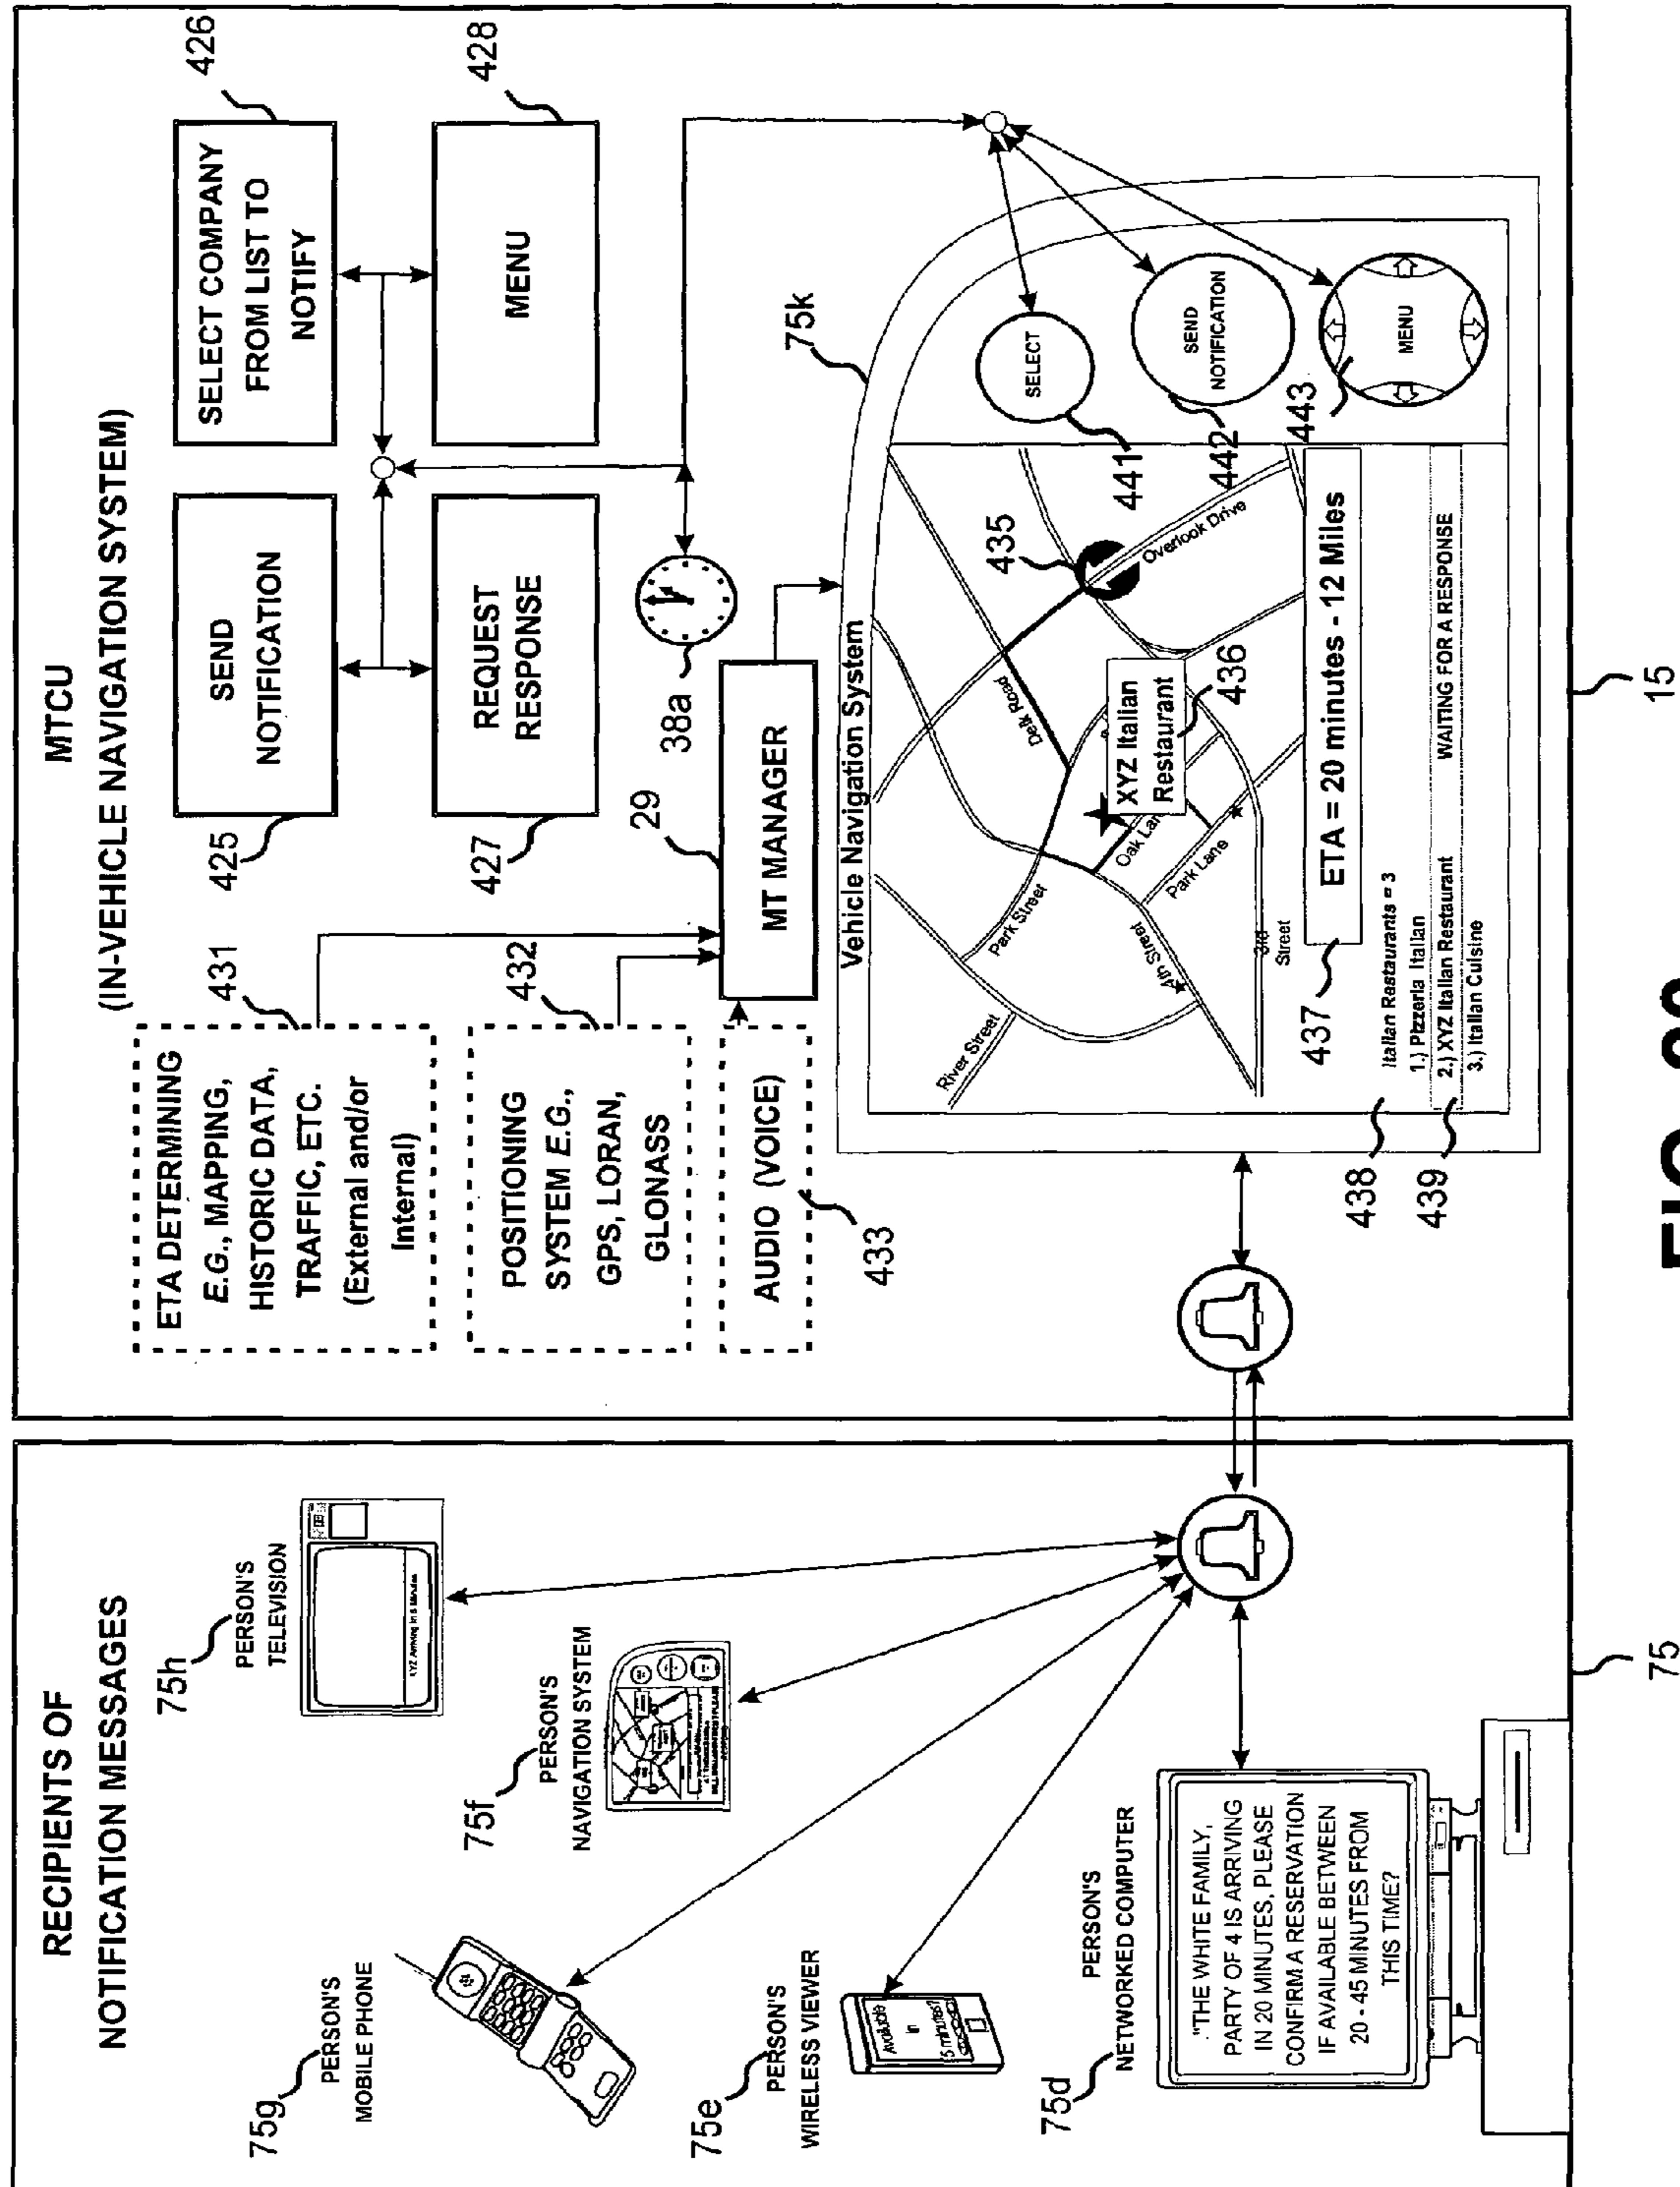 RECIPIENTS OF
NOTIFICATION MESSAGES
75g
PERSON'S
MOBILE PHONE
75h
PERSON'S
TELEVISION
XYZ Arriving in 5 Minutes
75f
PERSON'S
NAVIGATION SYSTEM
75e
PERSON'S
WIRELESS VIEWER
Available
in
5 minutes?
75d
PERSON'S
NETWORKED COMPUTER
"THE WHITE FAMILY,
PARTY OF 4 IS ARRIVING
IN 20 MINUTES, PLEASE
CONFIRM A RESERVATION
IF AVAILABLE BETWEEN
20 - 45 MINUTES FROM
THIS TIME?
75
MTCU
(IN-VEHICLE NAVIGATION SYSTEM)
ETA DETERMINING
E.G., MAPPING,
HISTORIC DATA,
TRAFFIC, ETC.
(External and/or
Internal)
431
POSITIONING
SYSTEM E.G.,
GPS, LORAN,
GLONASS
432
AUDIO (VOICE)
433
SEND
NOTIFICATION
425
SELECT COMPANY
FROM LIST TO
NOTIFY
426
REQUEST
RESPONSE
427
MENU
428
38a
29
MT MANAGER
75k
Vehicle Navigation System
River Street
Park Street
Delk Road
Overlook Drive
435
XYZ Italian
Restaurant
436
Oak Lan
Park Lane
4th Street
3rd
Street
437
ETA = 20 minutes - 12 Miles
438
Italian Restaurants = 3
1.) Pizzeria Italian
439
2.) XYZ Italian Restaurant WAITING FOR A RESPONSE
3.) Italian Cuisine
SELECT
441
SEND
NOTIFICATION
442
MENU
443
15